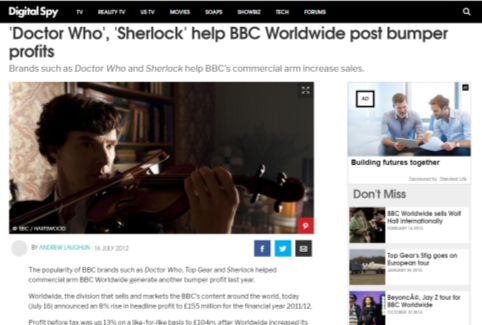 Digital Spy TV REALITY TV US TV MOVIES SOAPS SHOWBIZ TECH FORUMS
'Doctor Who', 'Sherlock' help BBC Worldwide post bumper
profits
Brands such as Doctor Who and Sherlock help BBC's commercial arm increase sales.
© BBC / HARTSWOOD
BY ANDREW LAUGHLIN 16 JULY 2012
The popularity of BBC brands such as Doctor Who, Top Gear and Sherlock helped
commercial arm BBC Worldwide generate another bumper profit last year.
Worldwide, the division that sells and markets the BBC's content around the world, today
(July 16) announced an 8% rise in headline profit to £155 million for the financial year 2011/12.
Profit before tax was up 13% on a like-for-like basis to £104m, after Worldwide increased its
AD
Building futures together
Sponsored by Standard Life
Don't Miss
BBC Worldwide sells Wolf
Hall internationally
Top Gear's Stig goes on
European tour
BeyoncÃ©, Jay Z tour for
BBC Worldwide